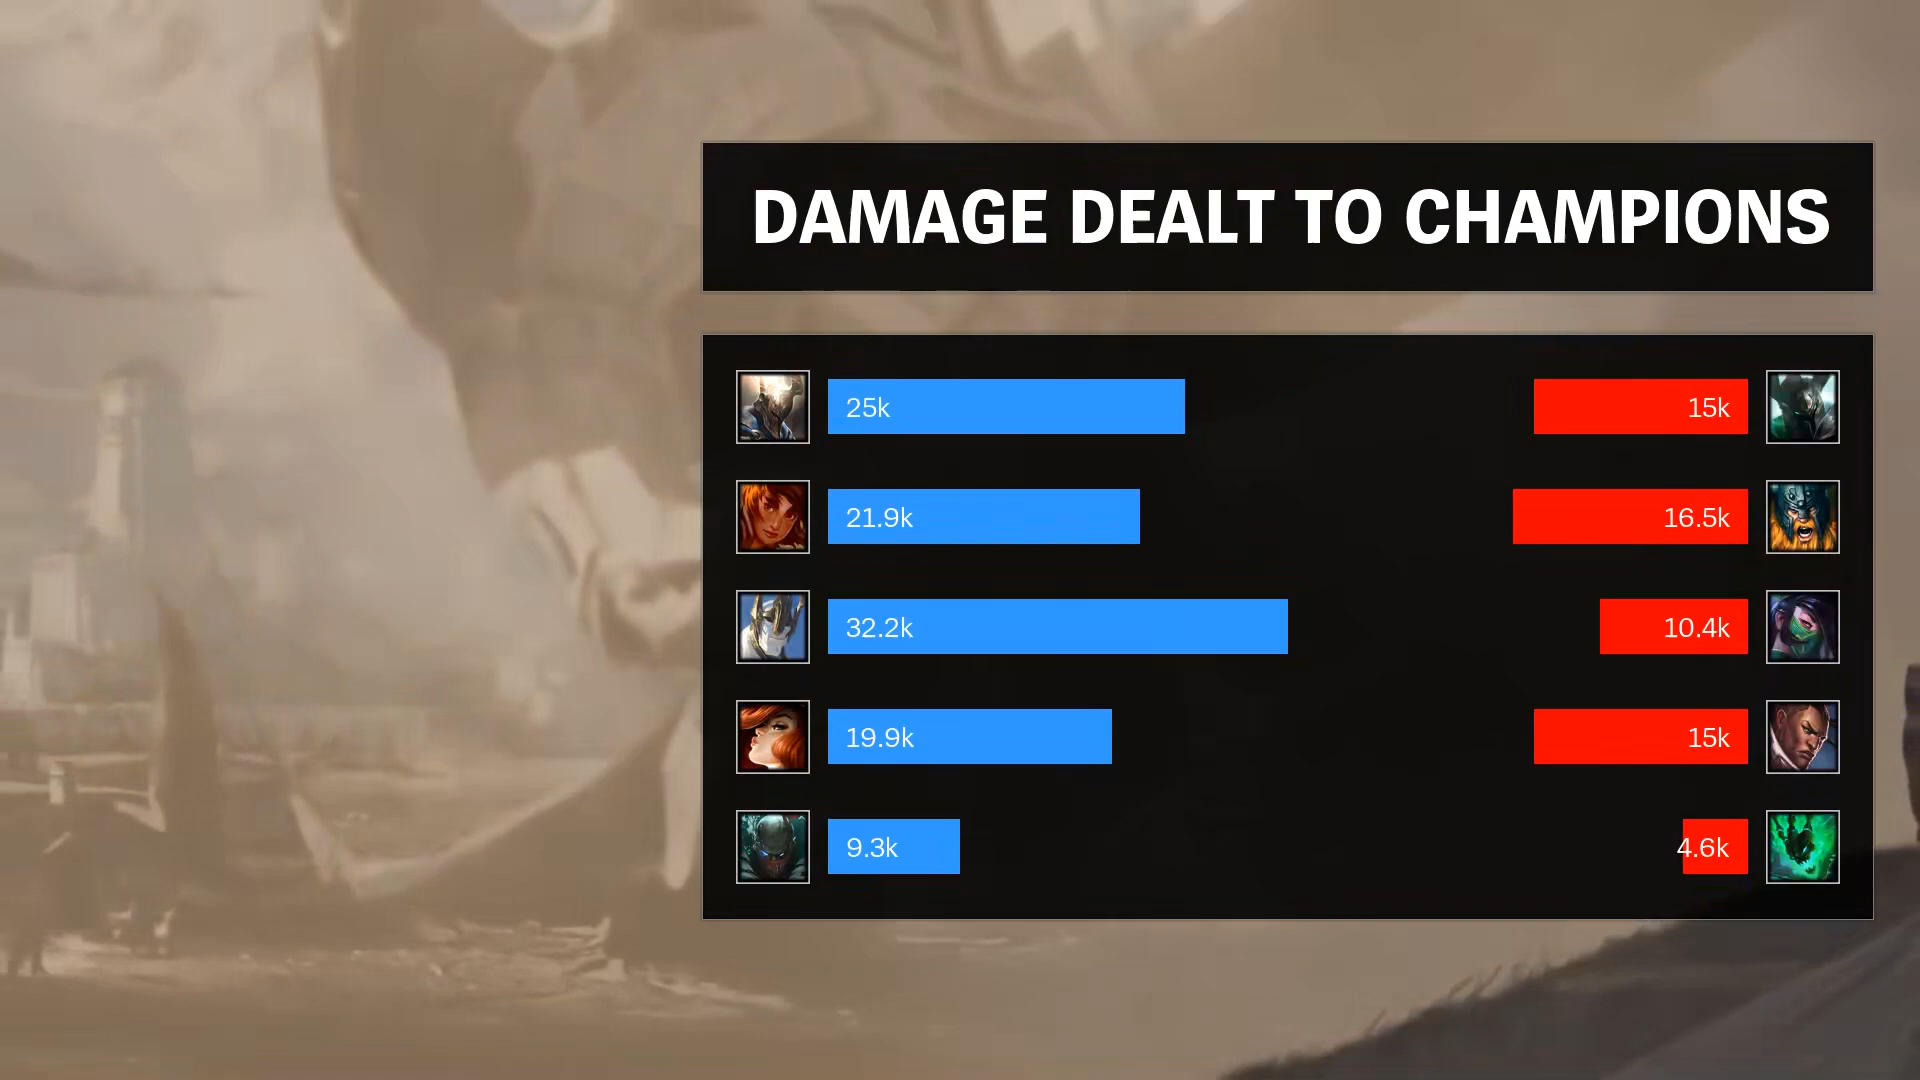 DAMAGE DEALT TO CHAMPIONS
25k 15k
21.9k 16.5k
32.2k 10.4k
19.9k 15k
9.3k 4.6k